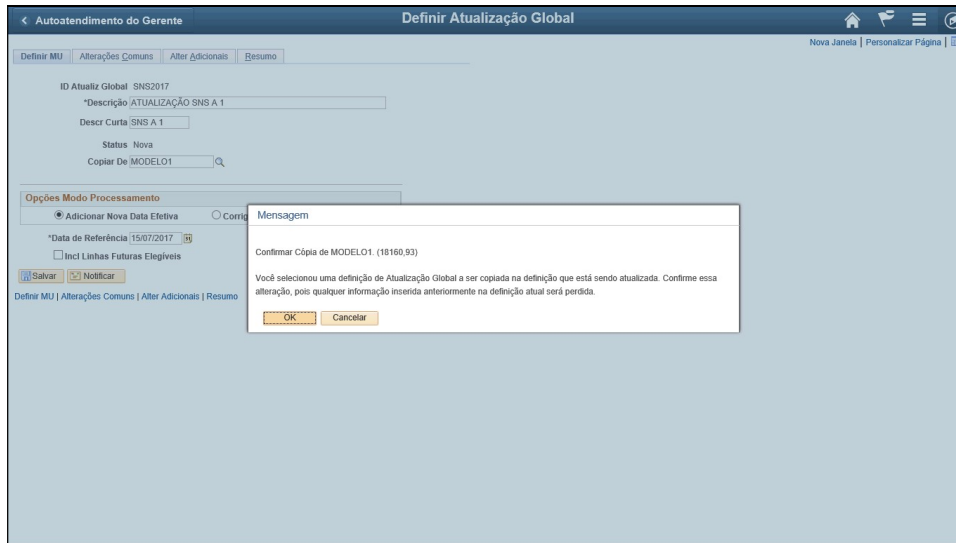 Autoatendimento do Gerente
Definir Atualização Global
Nova Janela | Personalizar Página |
Definir MU
Alterações Comuns
Alter Adicionais
Resumo
ID Atualiz Global SNS2017
*Descrição ATUALIZAÇÃO SNS A 1
Descr Curta SNS A 1
Status Nova
Copiar De MODELO1
Opções Modo Processamento
Adicionar Nova Data Efetiva
*Data de Referência 15/07/2017
Incl Linhas Futuras Elegíveis
Salvar
Notificar
Definir MU | Alterações Comuns | Alter Adicionais | Resumo
Mensagem
Confirmar Cópia de MODELO1. (18160,93)
Você selecionou uma definição de Atualização Global a ser copiada na definição que está sendo atualizada. Confirme essa
alteração, pois qualquer informação inserida anteriormente na definição atual será perdida.
OK
Cancelar